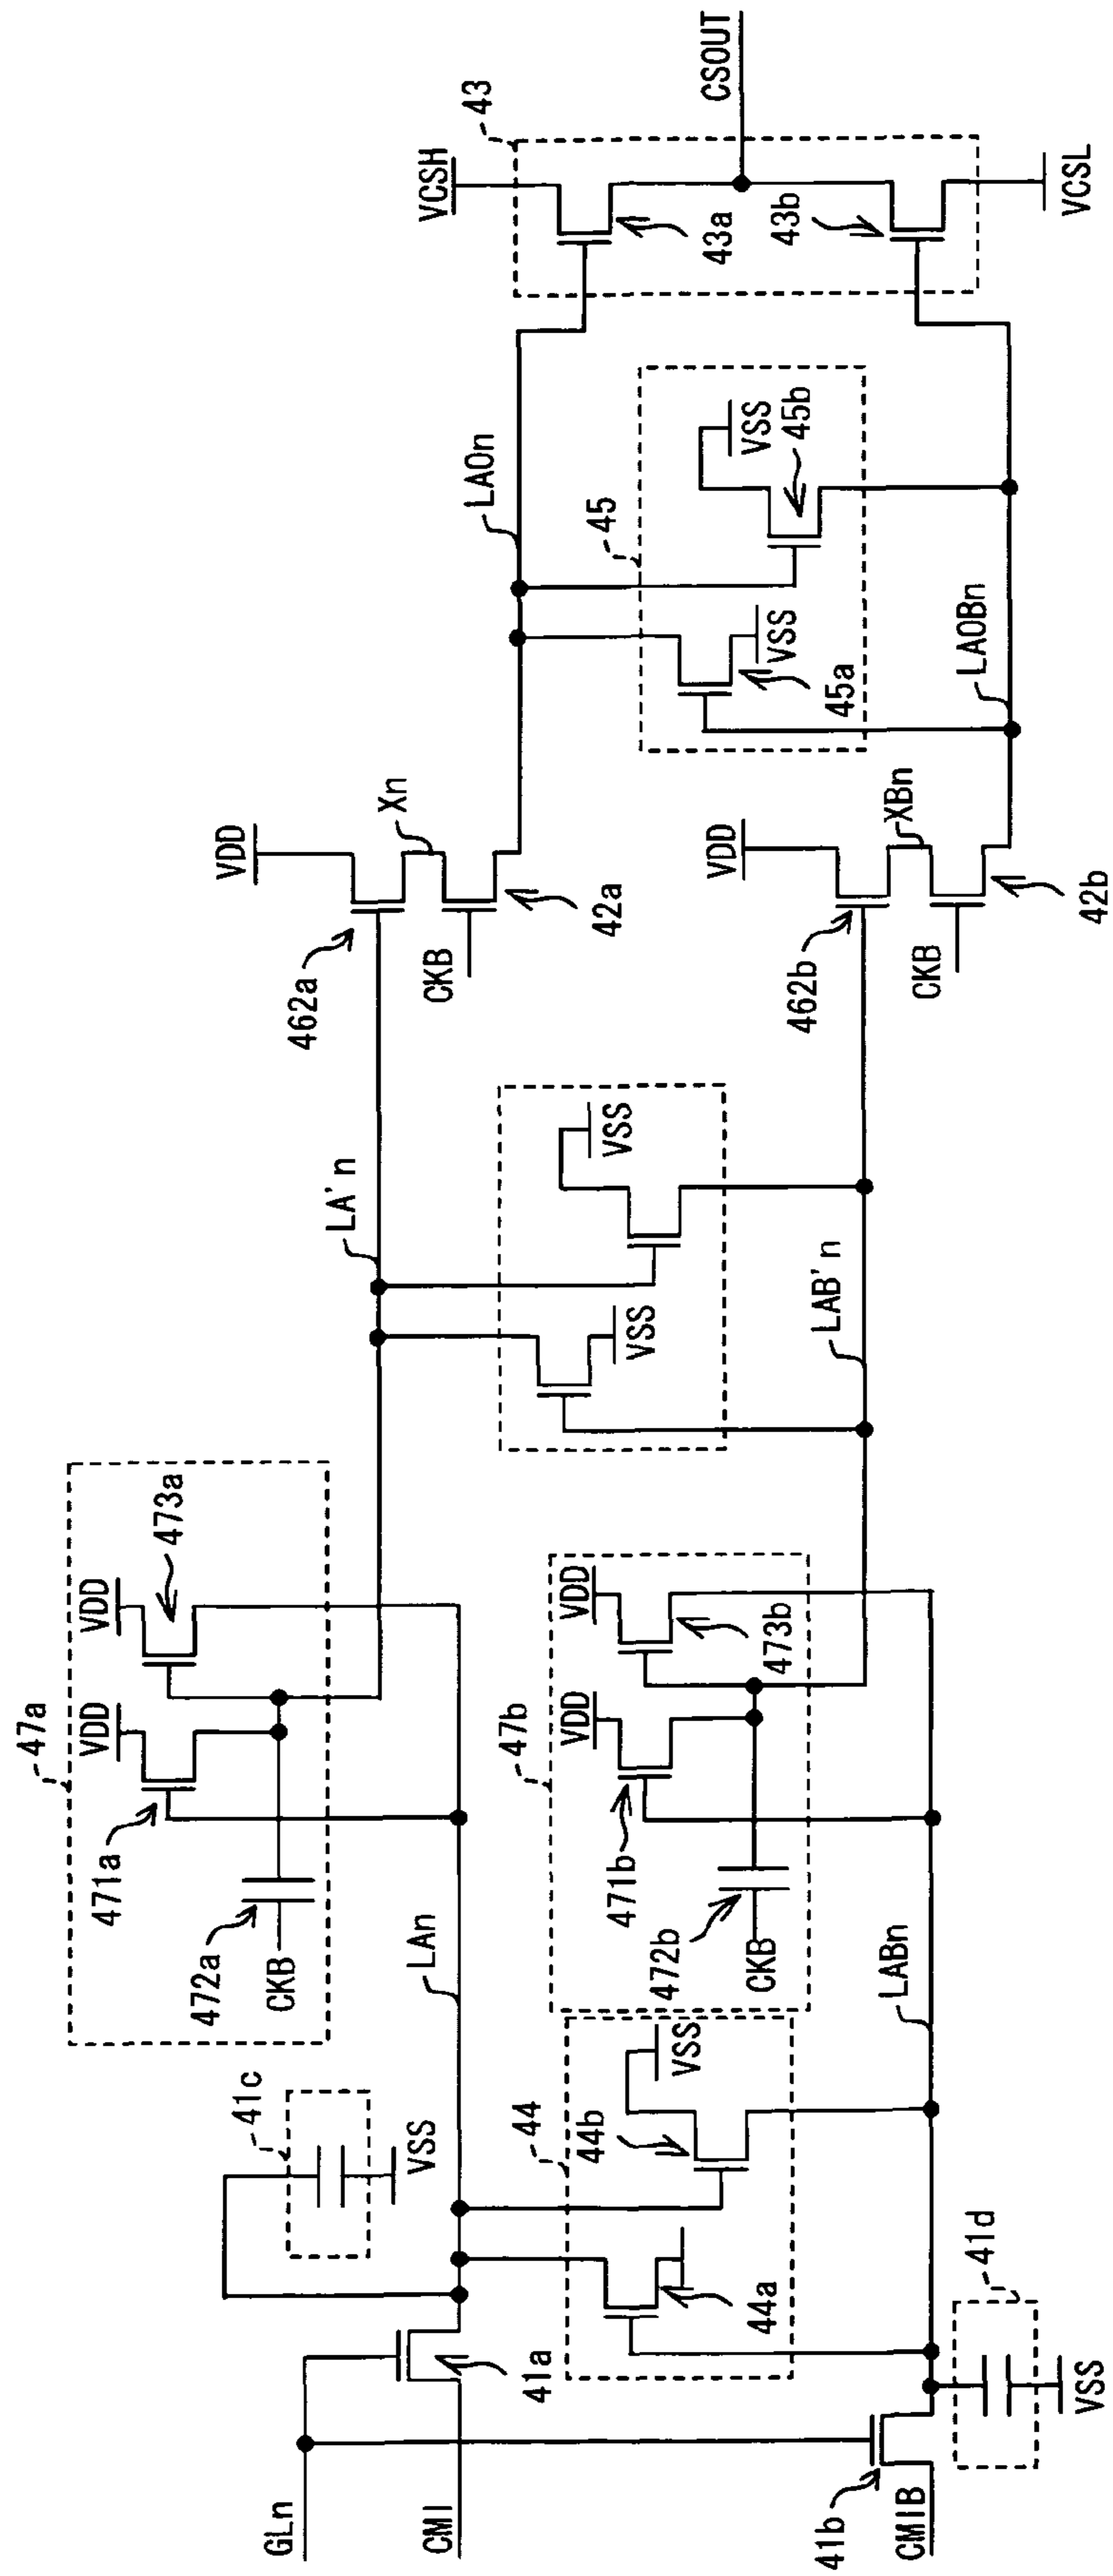 GLn
CMI
CMIB
41a
41b
41c
VSS
41d
VSS
44
44a
44b
VSS
LAn
LABn
47a
VDD
VDD
471a
472a
473a
CKB
47b
VDD
VDD
471b
472b
473b
CKB
LA'n
LAB'n
VSS
VSS
VDD
462a
Xn
CKB
42a
VDD
462b
XBn
CKB
42b
LAOn
LAOBn
45
45a
VSS
45b
VSS
43
VCSH
43a
43b
VCSL
CSOUT